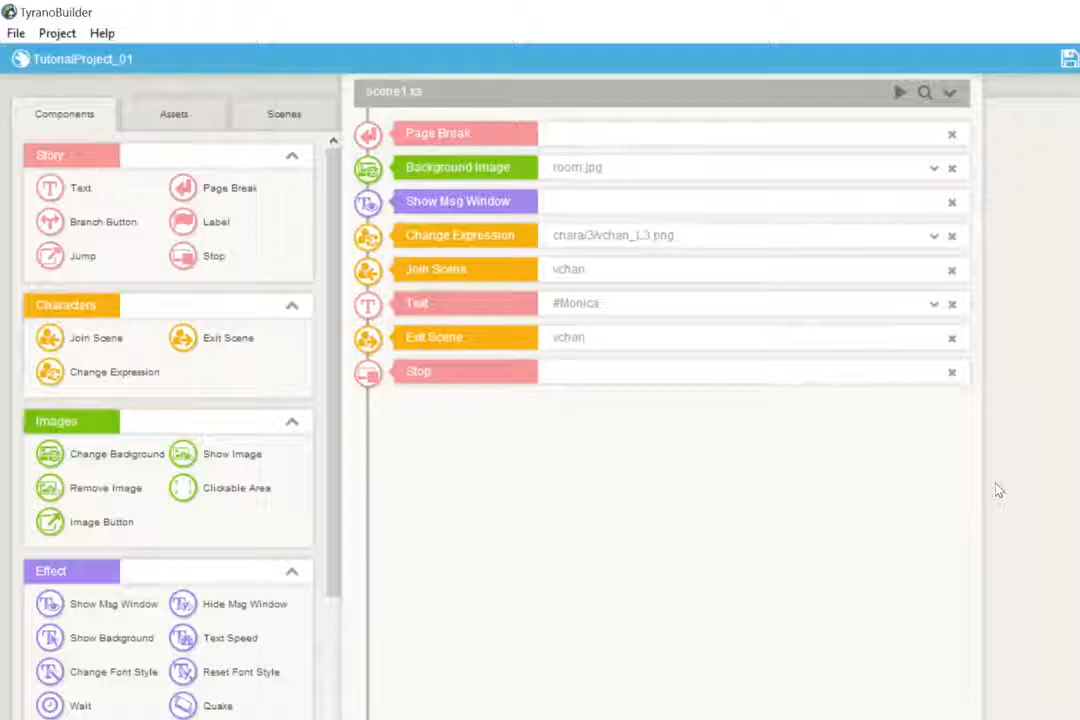 TyranoBuilder
File Project Help
TutorialProject_01
Components Assets Scenes
Story
Text Page Break
Branch Button Label
Jump Stop
Characters
Join Scene Exit Scene
Change Expression
Images
Change Background Show Image
Remove Image Clickable Area
Image Button
Effect
Show Msg Window Hide Msg Window
Show Background Text Speed
Change Font Style Reset Font Style
Wait Quake
scene1.ks
Page Break
Background Image room.jpg
Show Msg Window
Change Expression chara/3/vchan_1.3.png
Join Scene vchan
Text #Monica
Exit Scene vchan
Stop